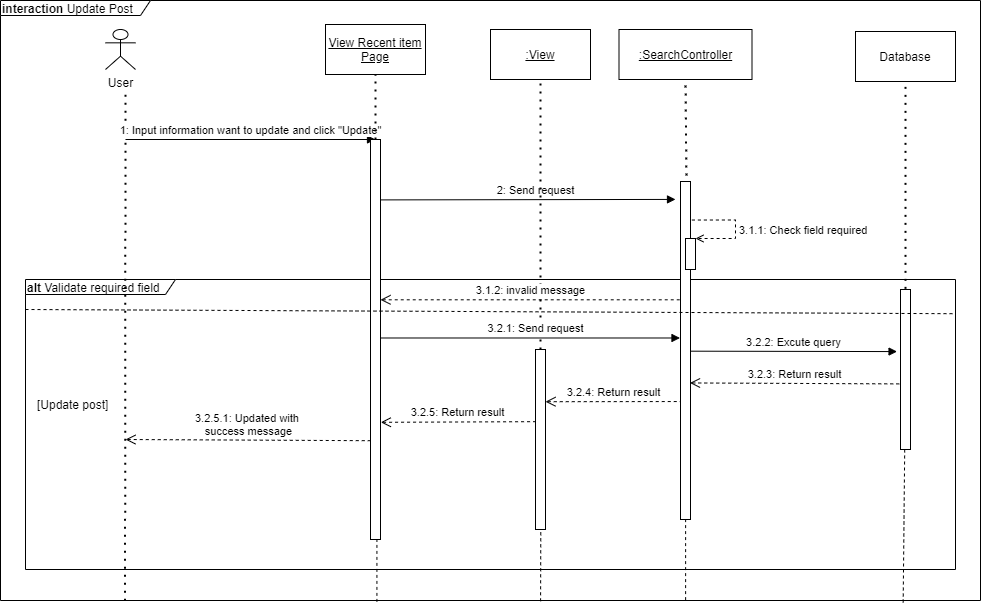 interaction Update Post
User
View Recent item
Page
:View
:SearchController
Database
1: Input information want to update and click "Update"
2: Send request
3.1.1: Check field required
alt Validate required field
3.1.2: invalid message
3.2.1: Send request
3.2.2: Excute query
3.2.3: Return result
3.2.4: Return result
[Update post]
3.2.5: Return result
3.2.5.1: Updated with
success message